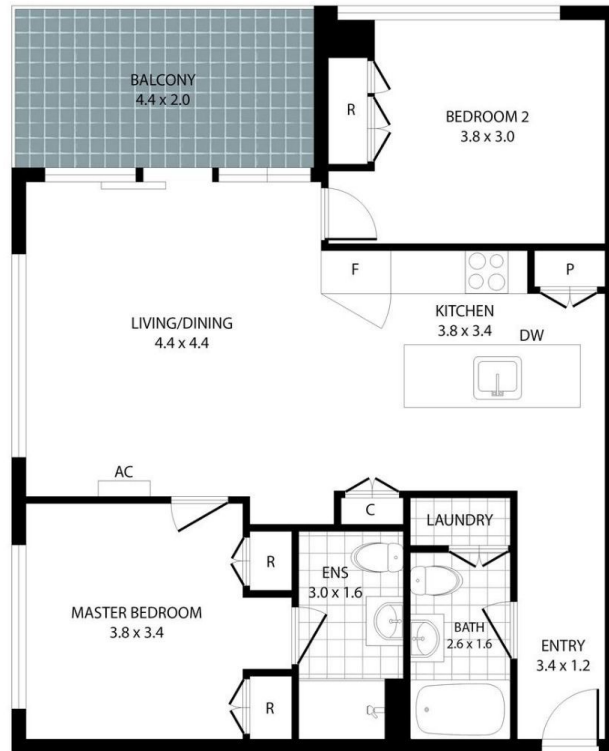 BALCONY
4.4 x 2.0
R
BEDROOM 2
3.8 x 3.0
F
P
KITCHEN
3.8 x 3.4
DW
LIVING/DINING
4.4 x 4.4
AC
C
LAUNDRY
R
ENS
3.0 x 1.6
MASTER BEDROOM
3.8 x 3.4
BATH
2.6 x 1.6
ENTRY
3.4 x 1.2
R